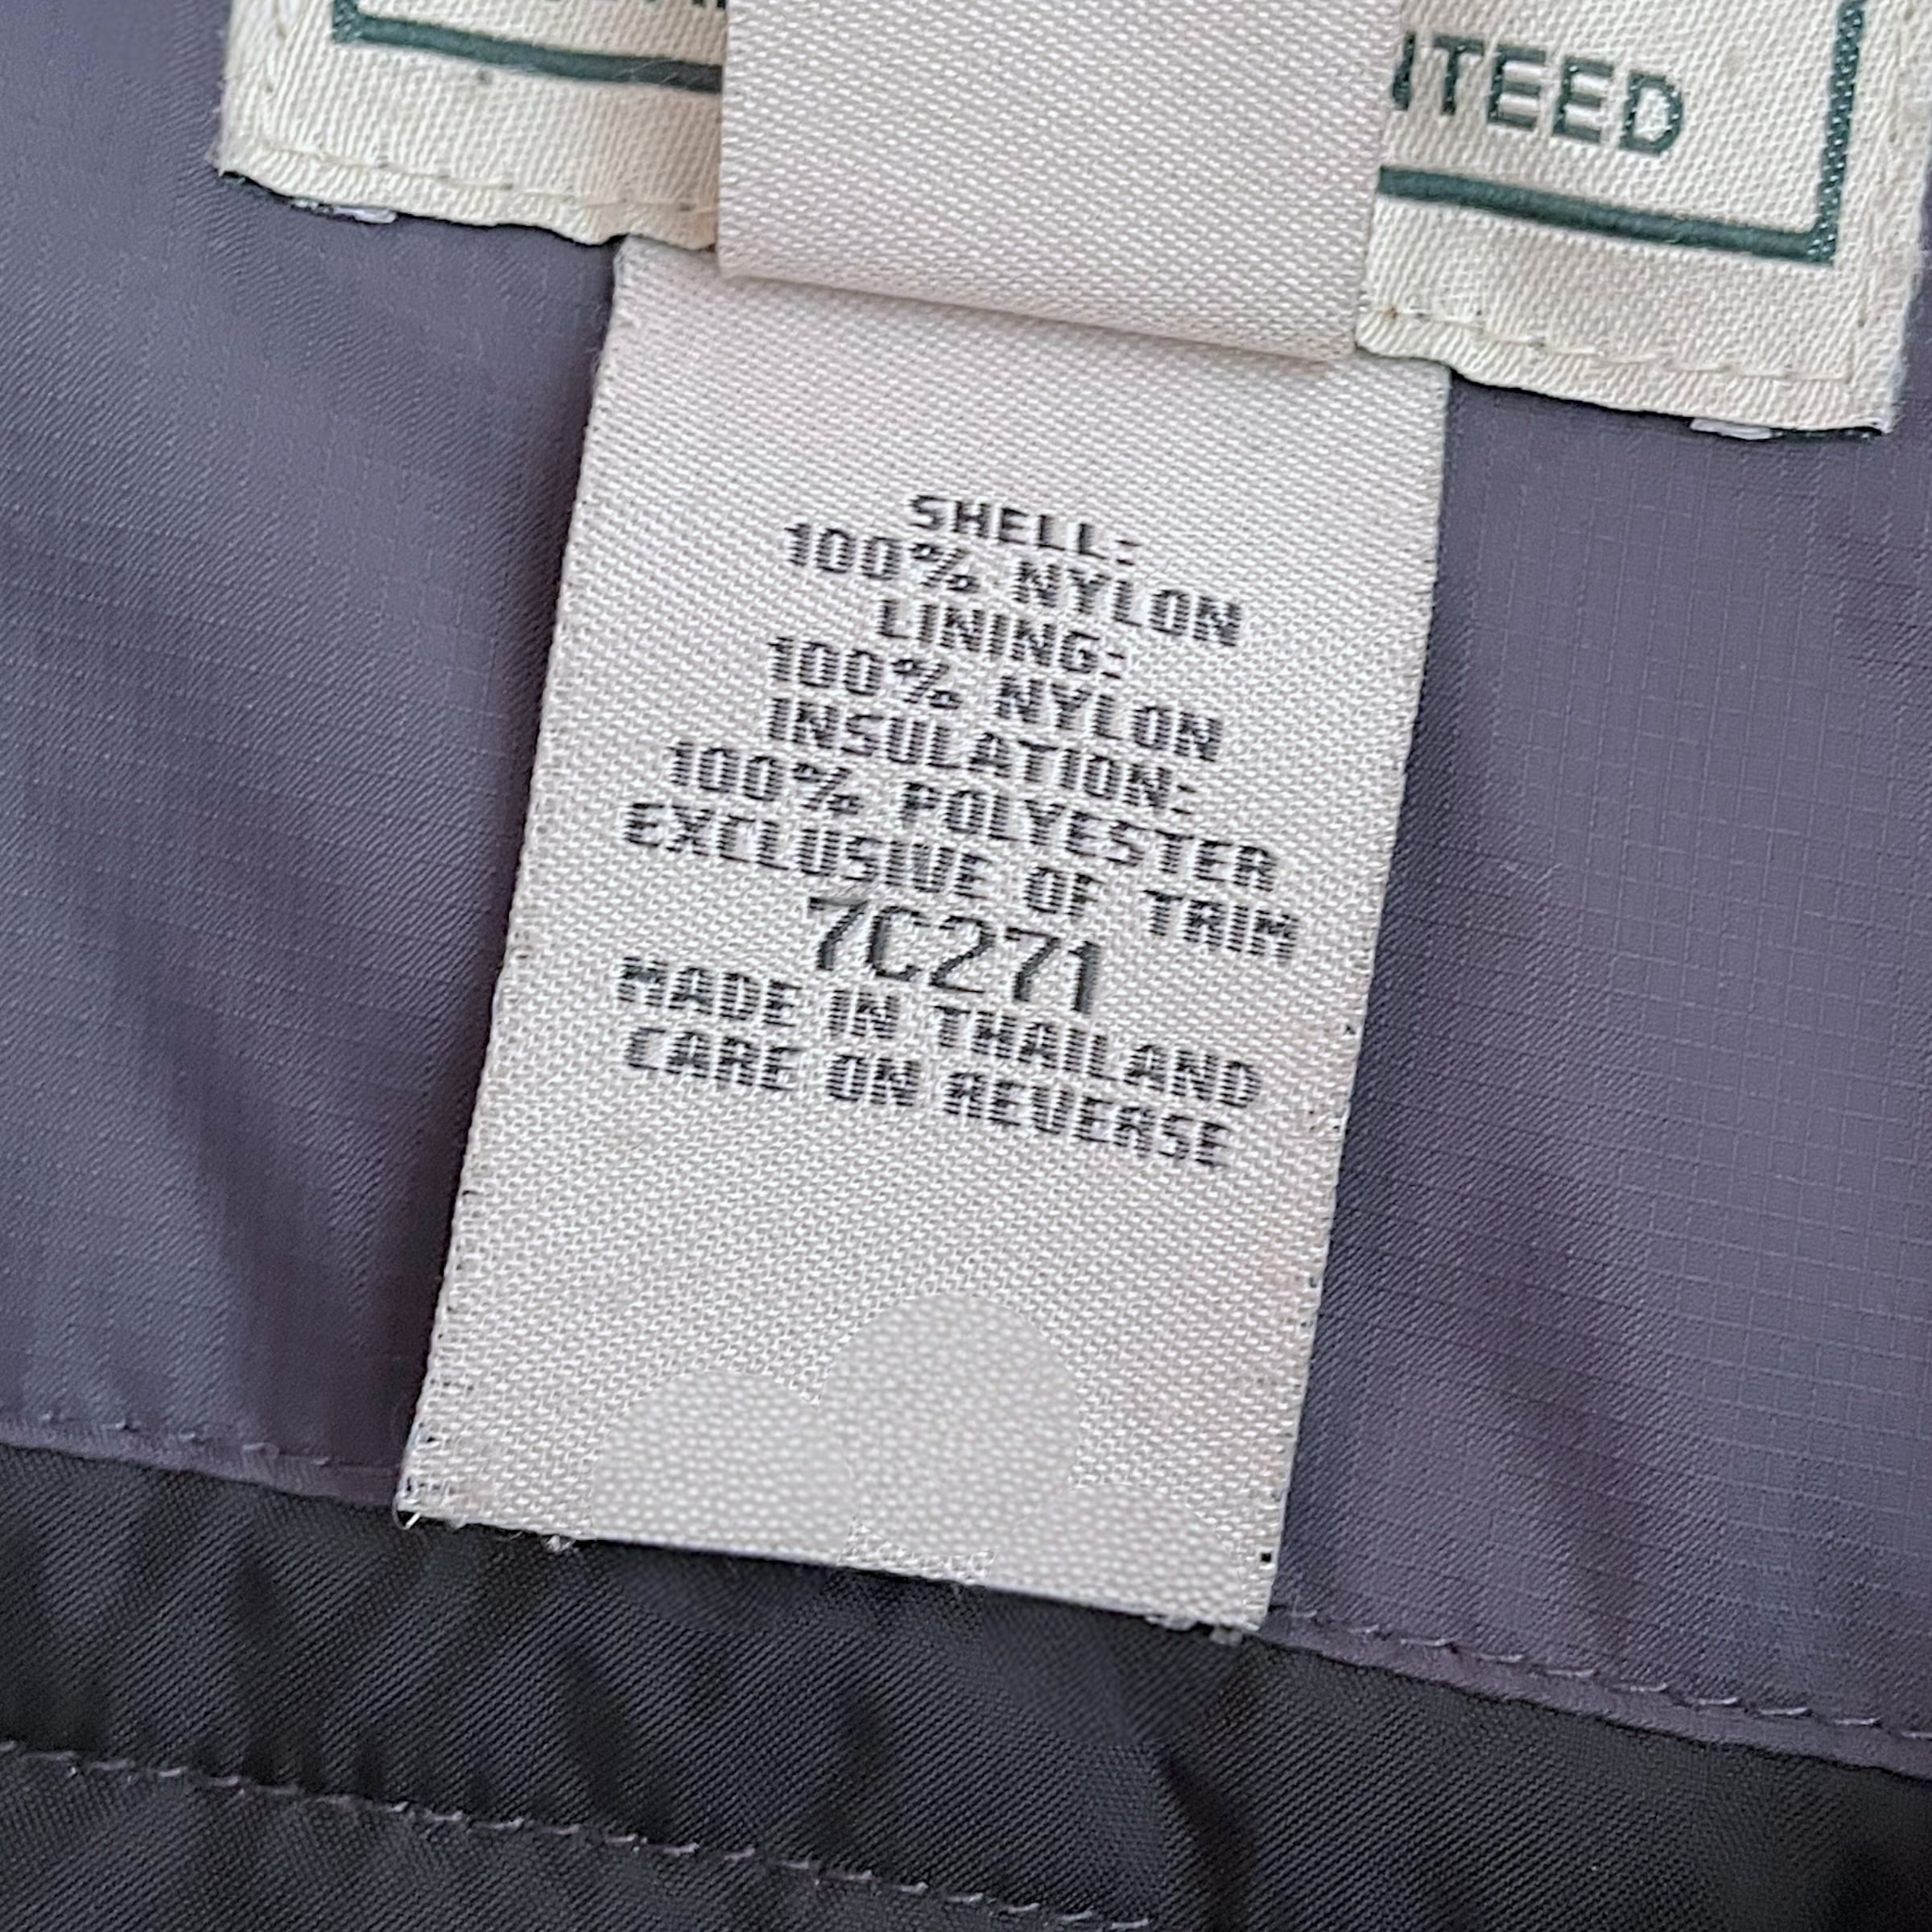 SHELL:
100% NYLON
LINING:
100% NYLON
INSULATION:
100% POLYESTER
EXCLUSIVE OF TRIM
7C271
MADE IN THAILAND
CARE ON REVERSE